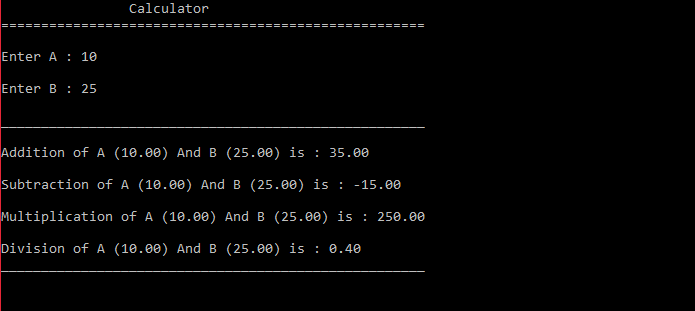 Calculator
=====================================================
Enter A : 10
Enter B : 25
_____________________________________________________
Addition of A (10.00) And B (25.00) is : 35.00
Subtraction of A (10.00) And B (25.00) is : -15.00
Multiplication of A (10.00) And B (25.00) is : 250.00
Division of A (10.00) And B (25.00) is : 0.40
_____________________________________________________